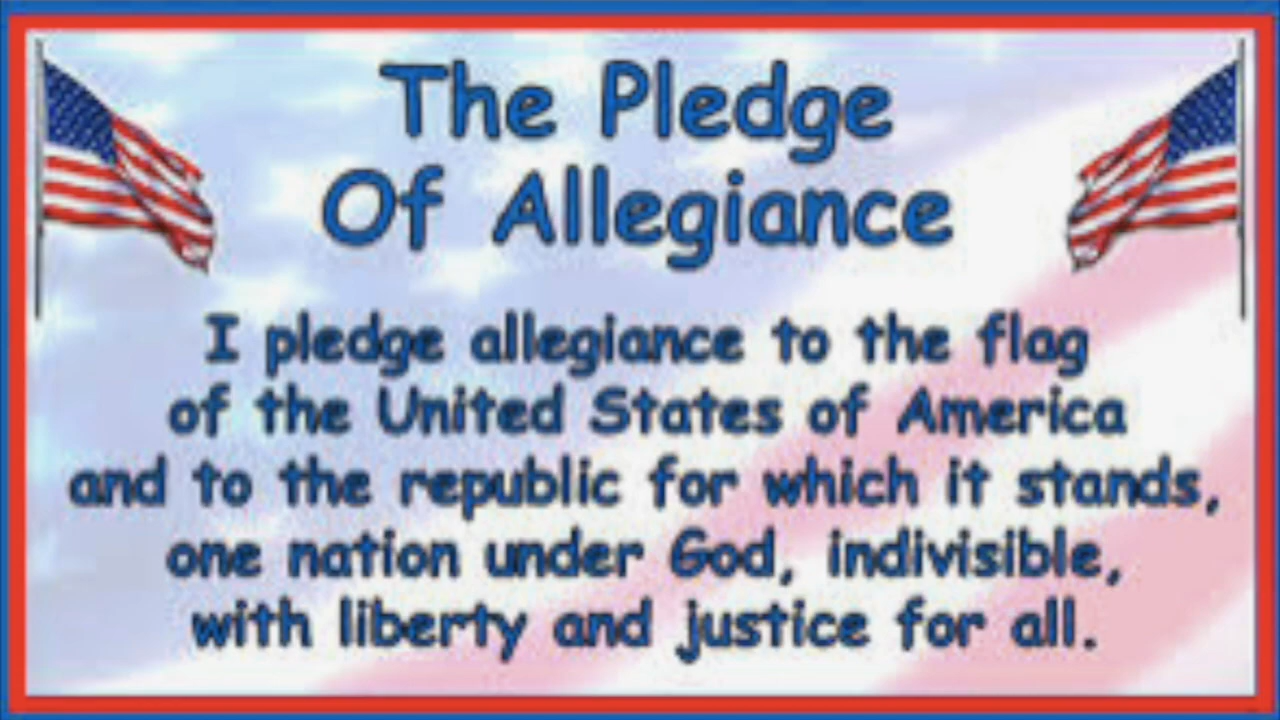 The Pledge
Of Allegiance
I pledge allegiance to the flag
of the United States of America
and to the republic for which it stands,
one nation under God, indivisible,
with liberty and justice for all.